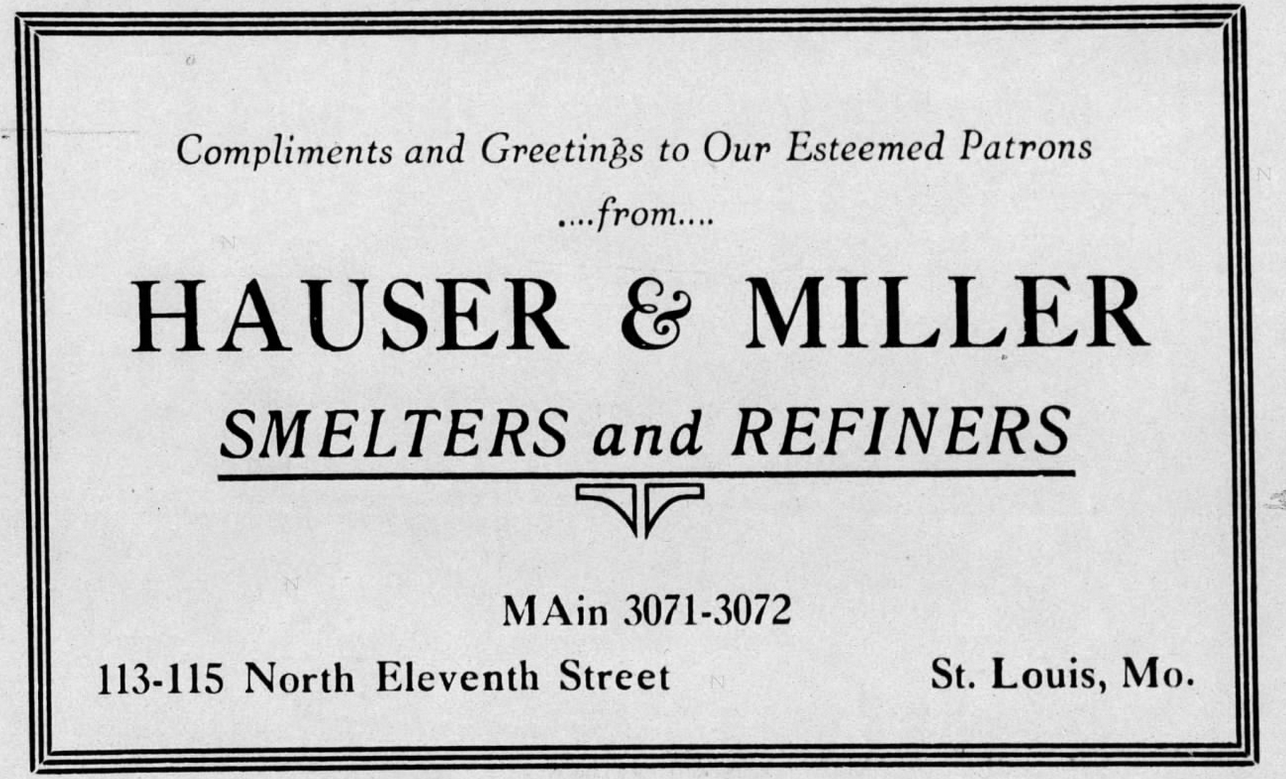 Compliments and Greetings to Our Esteemed Patrons
....from....
HAUSER & MILLER
SMELTERS and REFINERS
MAin 3071-3072
113-115 North Eleventh Street St. Louis, Mo.